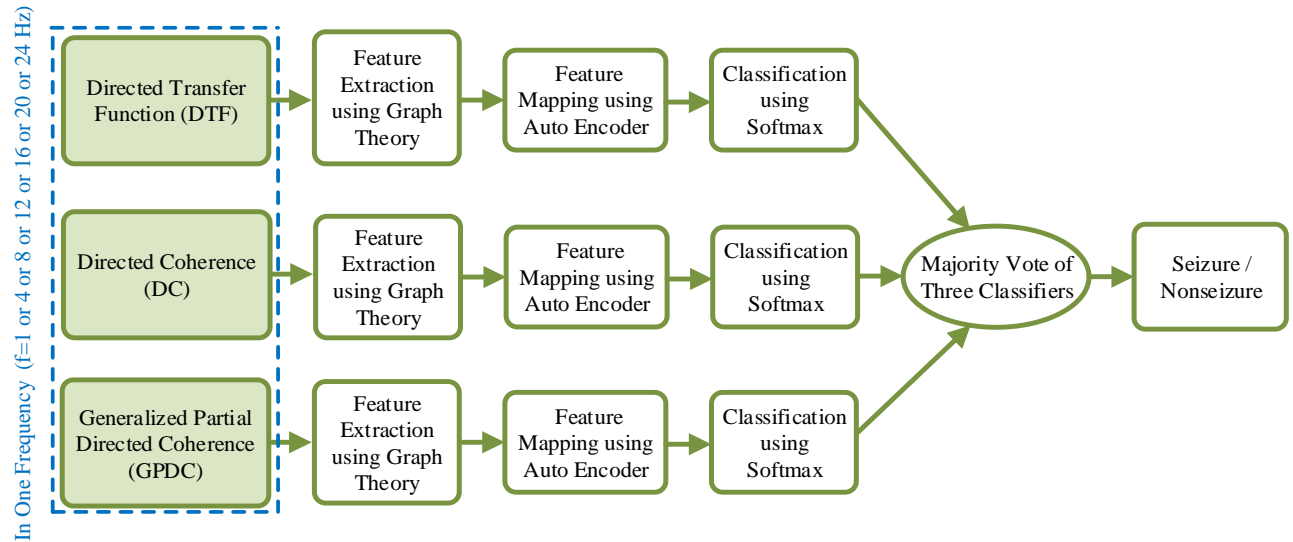 In One Frequency (f=1 or 4 or 8 or 12 or 16 or 20 or 24 Hz)
Directed Transfer
Function (DTF)
Feature
Extraction
using Graph
Theory
Feature
Mapping using
Auto Encoder
Classification
using
Softmax
Directed Coherence
(DC)
Feature
Extraction
using Graph
Theory
Feature
Mapping using
Auto Encoder
Classification
using
Softmax
Majority Vote of
Three Classifiers
Seizure /
Nonseizure
Generalized Partial
Directed Coherence
(GPDC)
Feature
Extraction
using Graph
Theory
Feature
Mapping using
Auto Encoder
Classification
using
Softmax